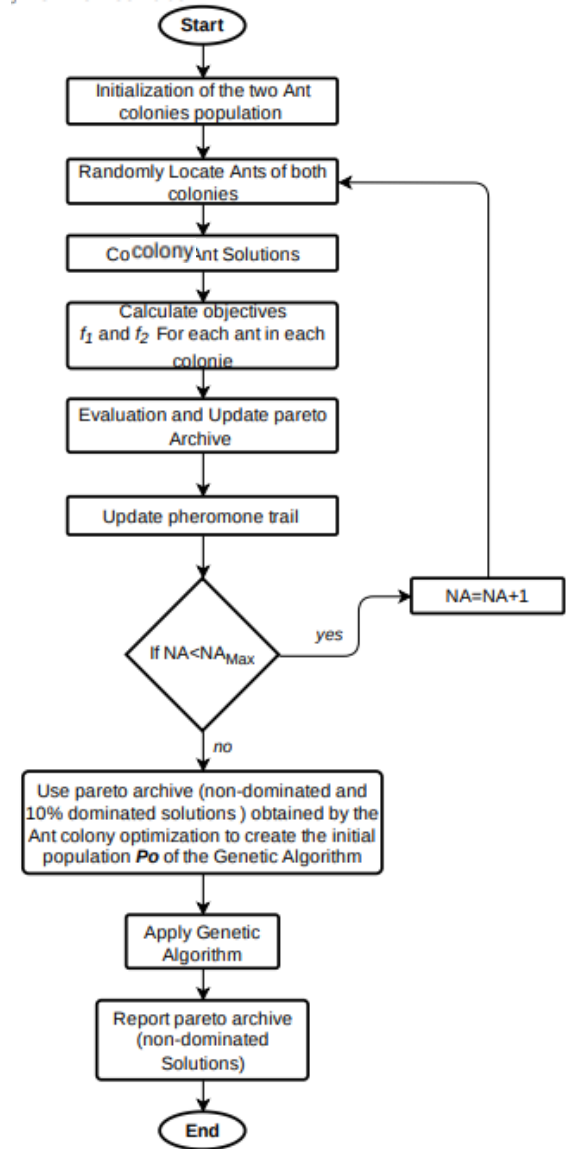 Start
Initialization of the two Ant
colonies population
Randomly Locate Ants of both
colonies
Co colony Ant Solutions
Calculate objectives
f1 and f2 For each ant in each
colonie
Evaluation and Update pareto
Archive
Update pheromone trail
If NA<NAMax
yes
NA=NA+1
no
Use pareto archive (non-dominated and
10% dominated solutions ) obtained by the
Ant colony optimization to create the initial
population Po of the Genetic Algorithm
Apply Genetic
Algorithm
Report pareto archive
(non-dominated
Solutions)
End